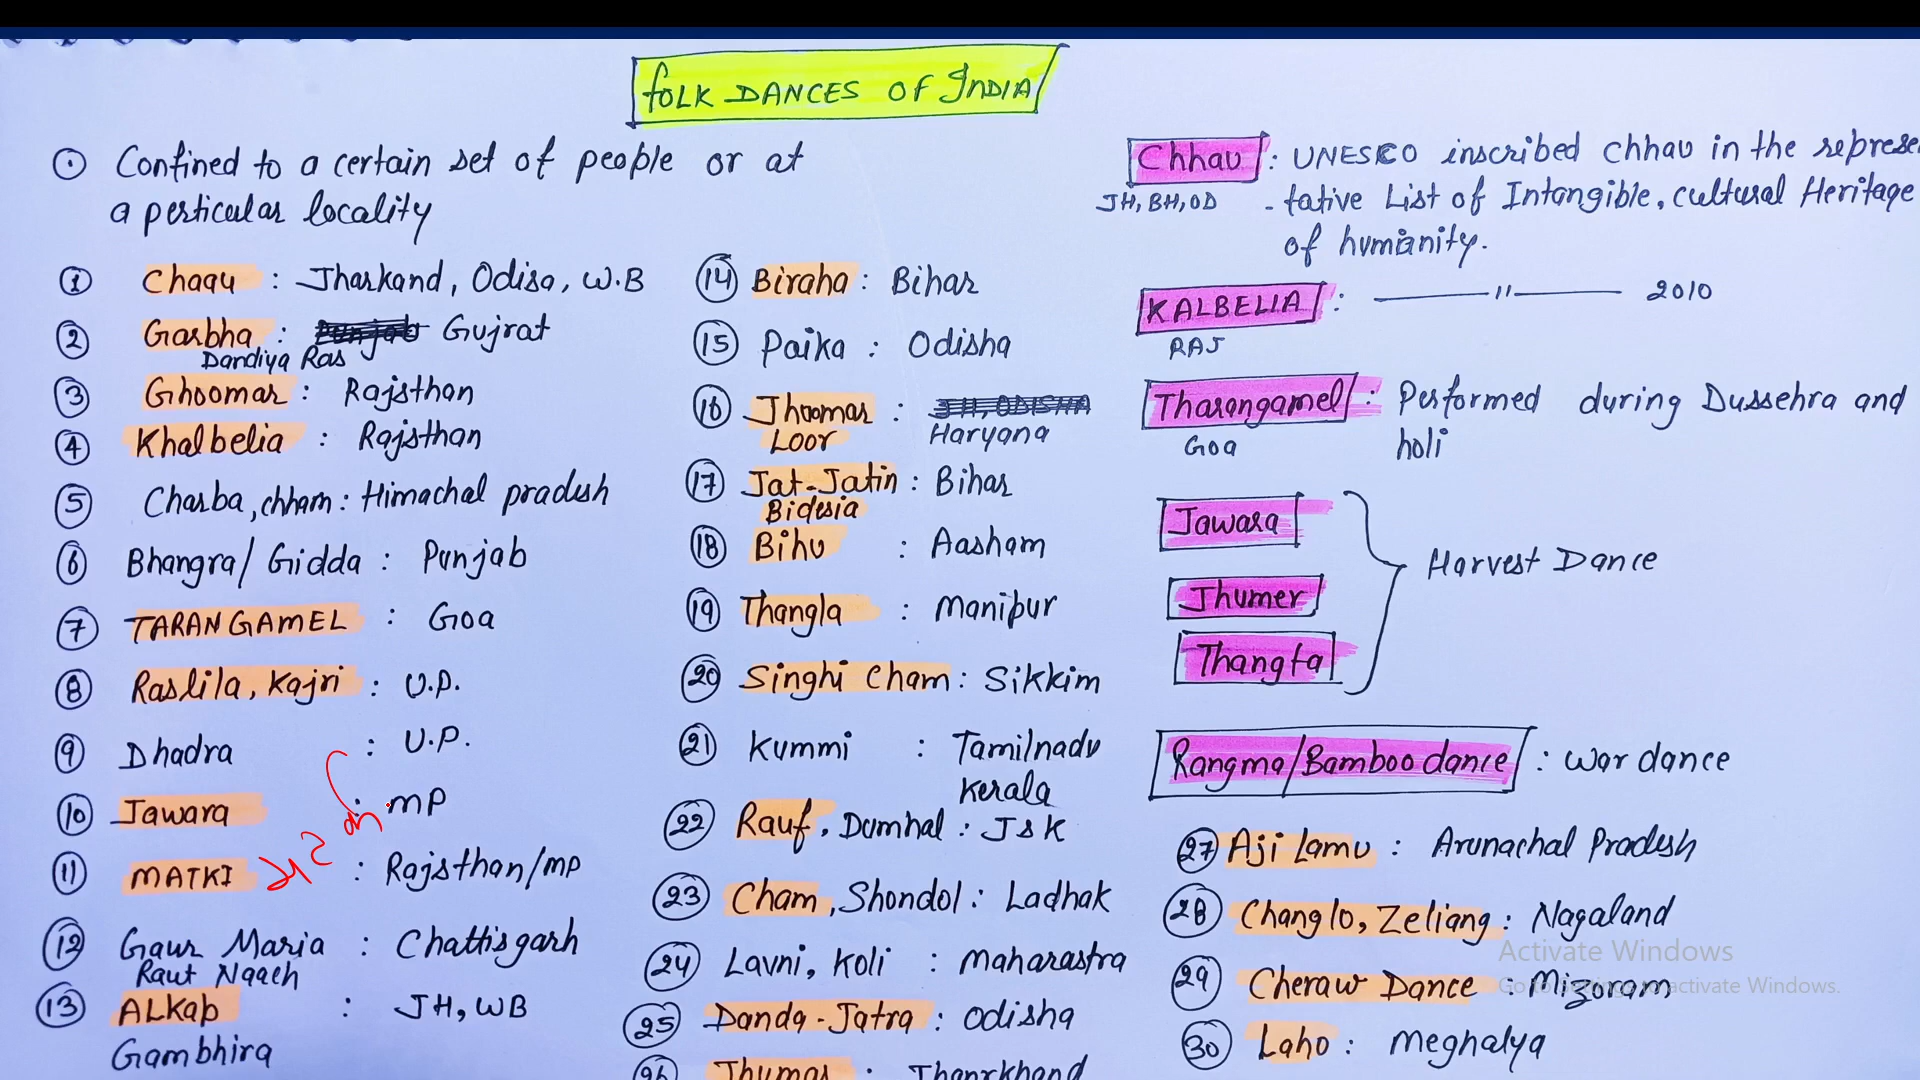 FOLK DANCES OF INDIA
Confined to a certain set of people or at
a perticular locality
1 Chaau : Jharkand, Odisa, W.B
2 Garbha : Gujrat
Dandiya Ras
3 Ghoomar : Rajsthan
4 Khalbelia : Rajsthan
5 Charba, chham : Himachal pradesh
6 Bhangra / Gidda : Punjab
7 TARANGAMEL : Goa
8 Raslila, Kajri : U.P.
9 Dhadra : U.P.
10 Jawara : MP
11 MATKI : Rajsthan/MP
12 Gaur Maria : Chattisgarh
Raut Naach
13 ALKAP : JH, WB
Gambhira
14 Biraha : Bihar
15 Paika : Odisha
16 Jhoomar : JH, ODISHA
Loor Haryana
17 Jat-Jatin : Bihar
Bidesia
18 Bihu : Aasham
19 Thangla : Manipur
20 Singhi Cham : Sikkim
21 Kummi : Tamilnadu
Kerala
22 Rauf, Dumhal : J&K
23 Cham, Shondol : Ladhak
24 Lavni, Koli : Maharastra
25 Danda-Jatra : Odisha
26 Jhumar :
Chhau : UNESCO inscribed chhau in the represe
JH, BH, OD - tative List of Intangible, cultural Heritage
of humanity.
KALBELIA : —— 〃 —— 2010
RAJ
Tharangamel : Performed during Dussehra and
Goa holi
Jawara
Jhumer
Thangta
Harvest Dance
Rangma/Bamboo dance : War dance
27 Aji Lamu : Arunachal Pradesh
28 Changlo, Zeliang : Nagaland
29 Cheraw Dance : Mizoram
30 Laho : Meghalya
Activate Windows
Go to Settings to activate Windows.